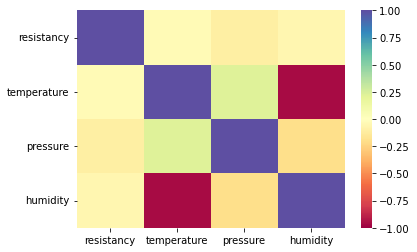 resistancy
temperature
pressure
humidity
resistancy temperature pressure humidity
1.00
0.75
0.50
0.25
0.00
−0.25
−0.50
−0.75
−1.00